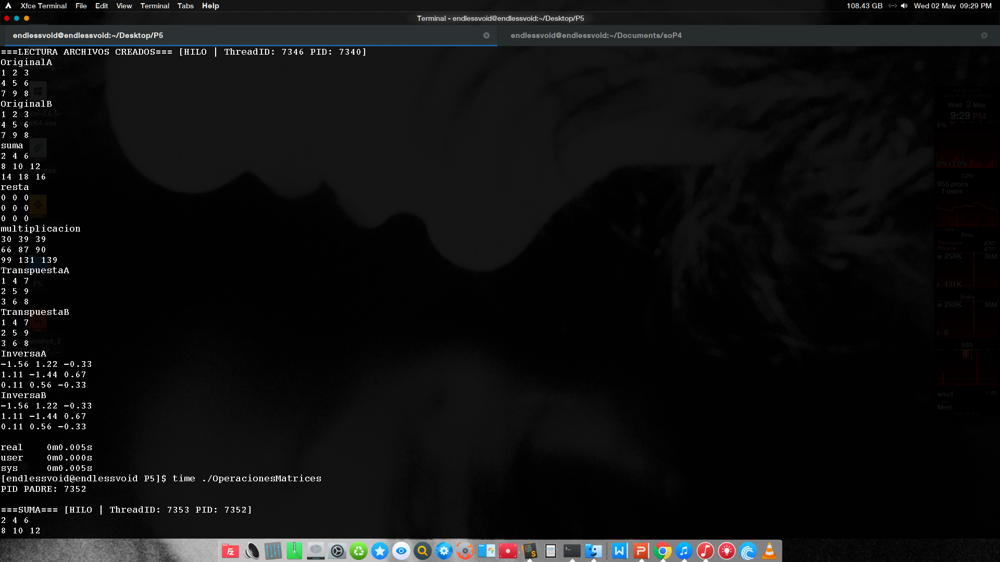 Xfce Terminal File Edit View Terminal Tabs Help
108.43 GB Wed 02 May 09:29 PM
Terminal - endlessvoid@endlessvoid:~/Desktop/P5
endlessvoid@endlessvoid:~/Desktop/P5
endlessvoid@endlessvoid:~/Documents/soP4
===LECTURA ARCHIVOS CREADOS=== [HILO | ThreadID: 7346 PID: 7340]
OriginalA
1 2 3
4 5 6
7 9 8
OriginalB
1 2 3
4 5 6
7 9 8
suma
2 4 6
8 10 12
14 18 16
resta
0 0 0
0 0 0
0 0 0
multiplicacion
30 39 39
66 87 90
99 131 139
TranspuestaA
1 4 7
2 5 9
3 6 8
TranspuestaB
1 4 7
2 5 9
3 6 8
InversaA
-1.56 1.22 -0.33
1.11 -1.44 0.67
0.11 0.56 -0.33
InversaB
-1.56 1.22 -0.33
1.11 -1.44 0.67
0.11 0.56 -0.33
real 0m0.005s
user 0m0.000s
sys 0m0.005s
[endlessvoid@endlessvoid P5]$ time ./OperacionesMatrices
PID PADRE: 7352
===SUMA=== [HILO | ThreadID: 7353 PID: 7352]
2 4 6
8 10 12
P5
Wed 2 May
9:29 PM
0%
0% | T 0%
CPU
955 procs
1 users
Proc
47C
47C
w 258K 30M
r 131K
Disks
w 258K 30M
r 0
SSD
eno1
Mem